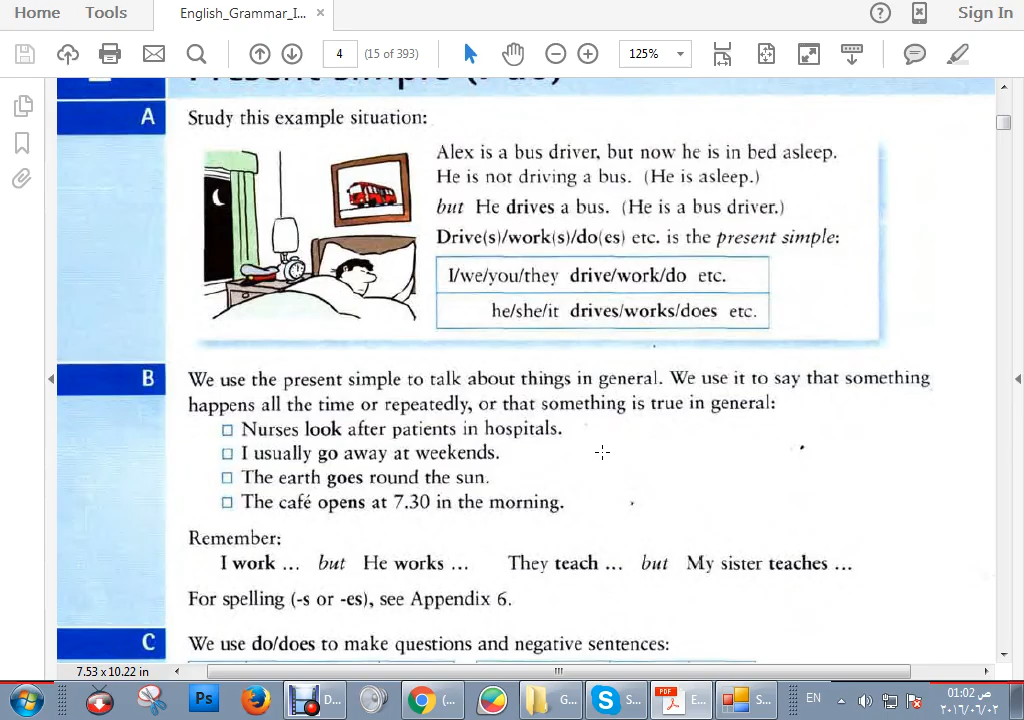 Home
Tools
English_Grammar_I...
×
Sign In
4
(15 of 393)
125%
Present simple (I do)
A
Study this example situation:
Alex is a bus driver, but now he is in bed asleep.
He is not driving a bus. (He is asleep.)
but He drives a bus. (He is a bus driver.)
Drive(s)/work(s)/do(es) etc. is the present simple:
I/we/you/they drive/work/do etc.
he/she/it drives/works/does etc.
B
We use the present simple to talk about things in general. We use it to say that something
happens all the time or repeatedly, or that something is true in general:
□ Nurses look after patients in hospitals.
□ I usually go away at weekends.
□ The earth goes round the sun.
□ The café opens at 7.30 in the morning.
Remember:
I work ... but He works ... They teach ... but My sister teaches ...
For spelling (-s or -es), see Appendix 6.
C
We use do/does to make questions and negative sentences:
7.53 x 10.22 in
Ps
D...
(...
G...
S...
PDF
E...
S...
EN
01:02 ص
٢٠١٦/٠٦/٠٢